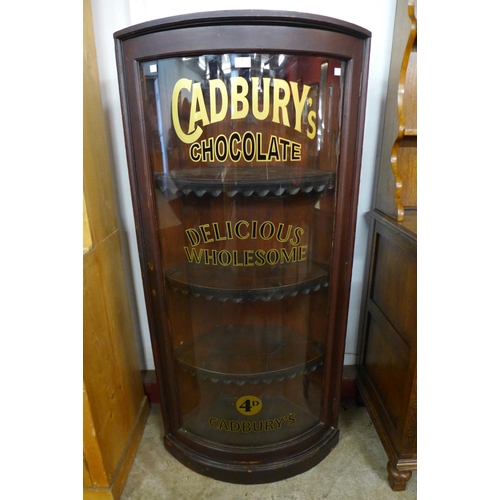 CADBURY's
CHOCOLATE
DELICIOUS
WHOLESOME
4D
CADBURY'S